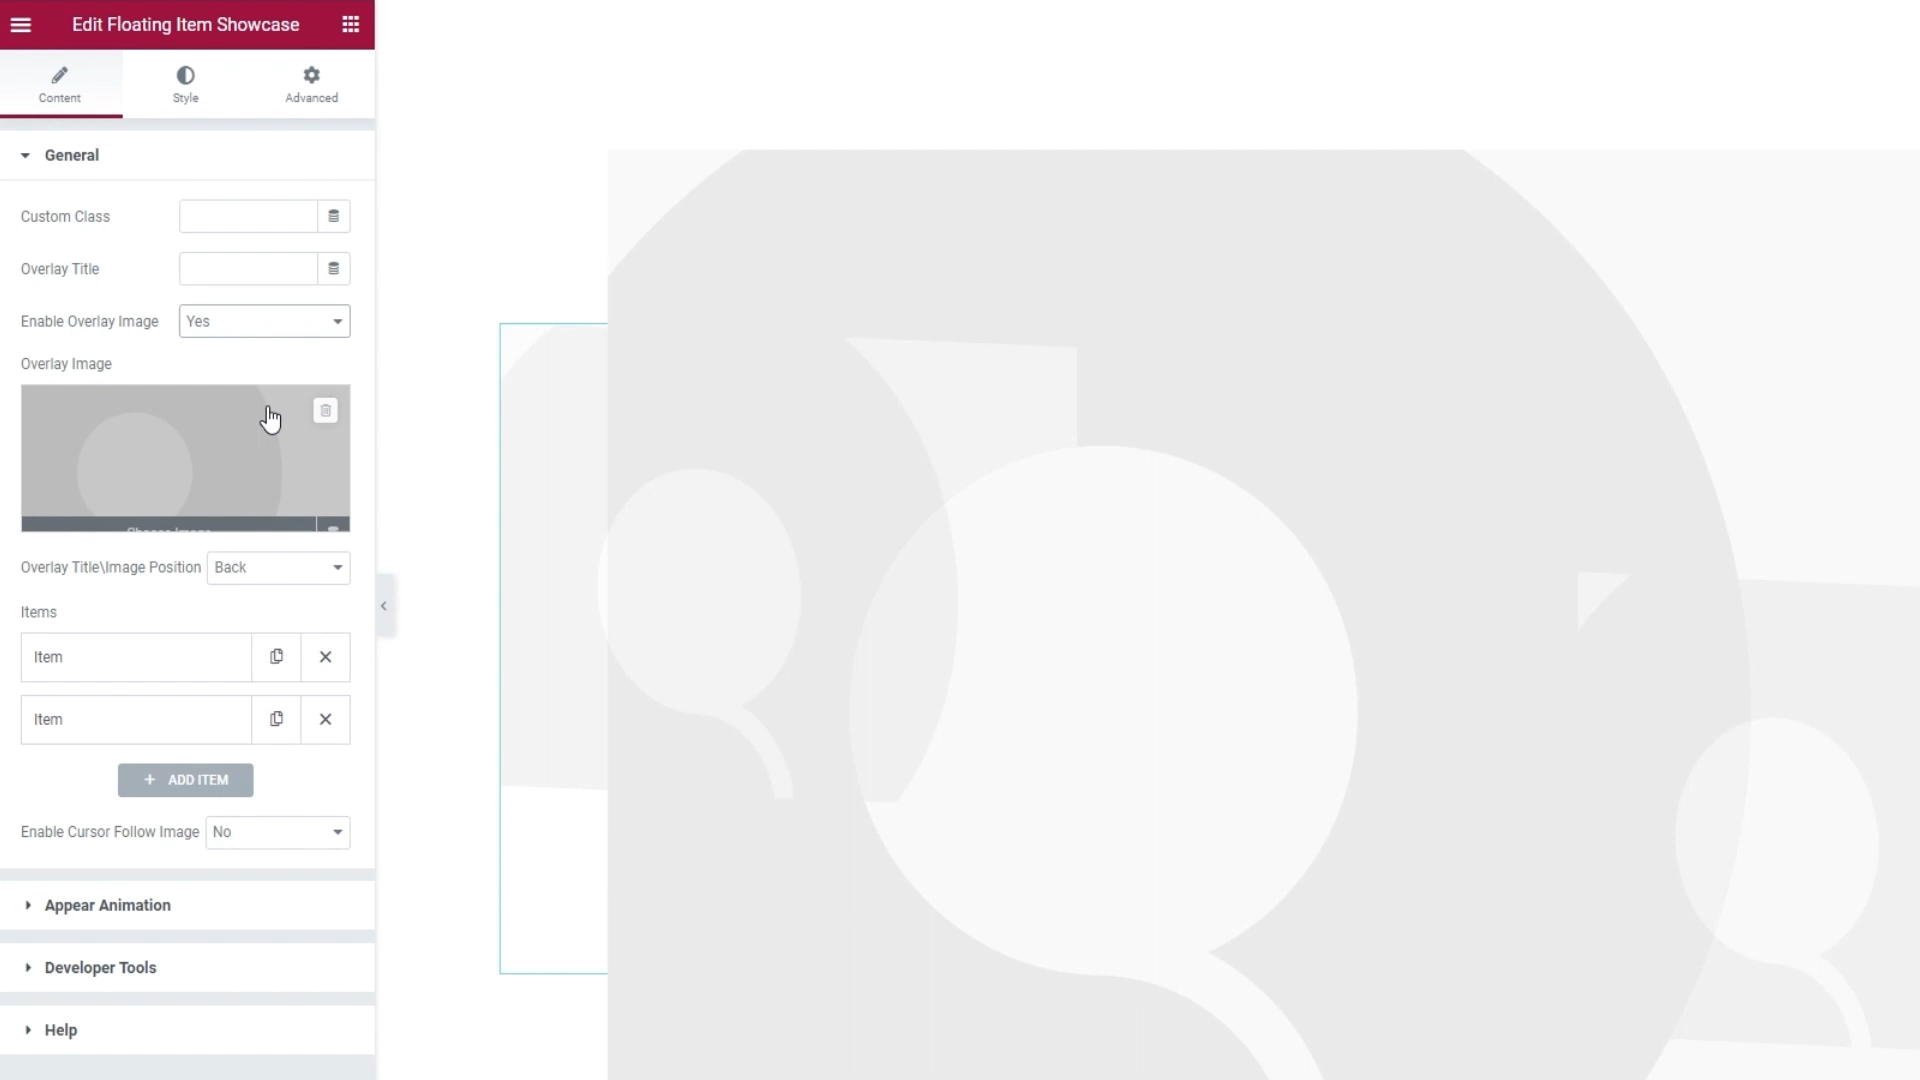 Edit Floating Item Showcase
Content
Style
Advanced
General
Custom Class
Overlay Title
Enable Overlay Image
Yes
Overlay Image
Choose Image
Overlay Title\Image Position
Back
Items
Item
Item
+ ADD ITEM
Enable Cursor Follow Image
No
Appear Animation
Developer Tools
Help